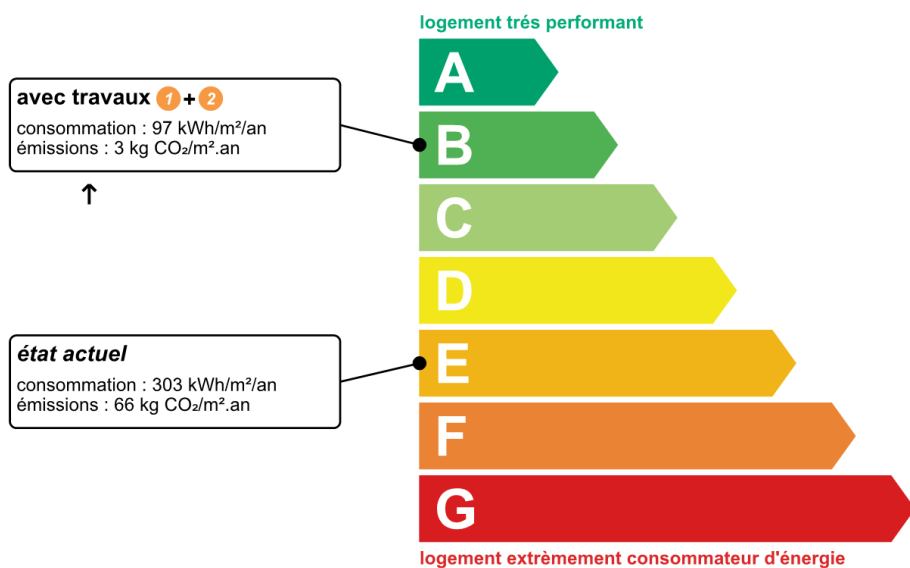 logement trés performant
avec travaux 1 + 2
consommation : 97 kWh/m²/an
émissions : 3 kg CO₂/m².an
↑
état actuel
consommation : 303 kWh/m²/an
émissions : 66 kg CO₂/m².an
A
B
C
D
E
F
G
logement extrèmement consommateur d'énergie